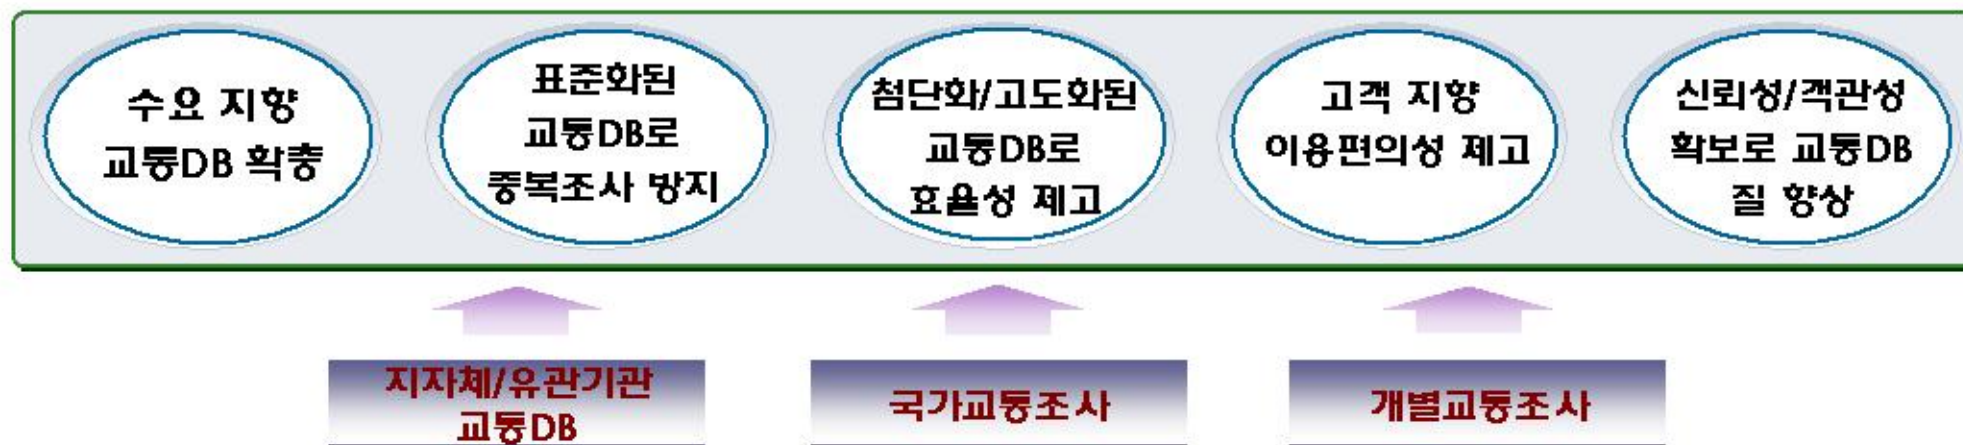 수요 지향
교통DB 확충
표준화된
교통DB로
중복조사 방지
첨단화/고도화된
교통DB로
효율성 제고
고객 지향
이용편의성 제고
신뢰성/객관성
확보로 교통DB
질 향상
지자체/유관기관
교통DB
국가교통조사
개별교통조사